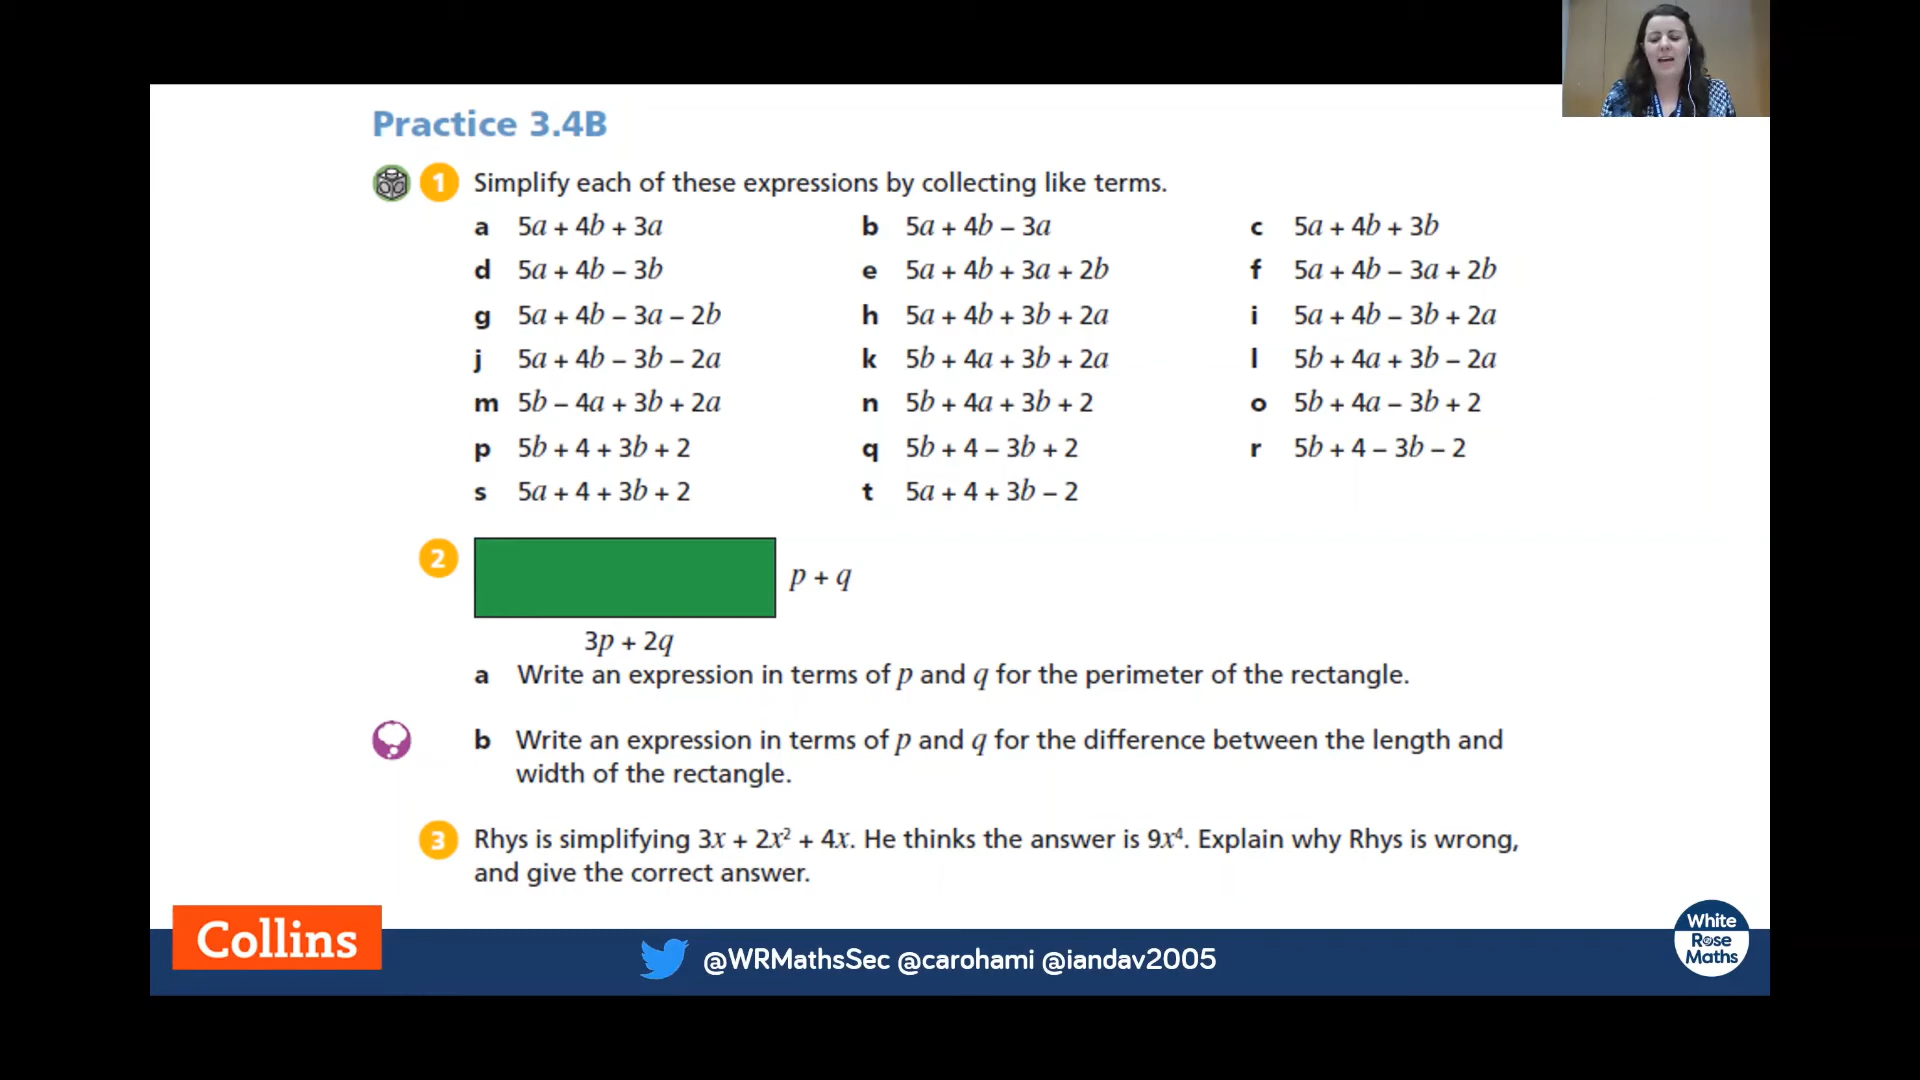 Practice 3.4B
1 Simplify each of these expressions by collecting like terms.
a 5a + 4b + 3a b 5a + 4b – 3a c 5a + 4b + 3b
d 5a + 4b – 3b e 5a + 4b + 3a + 2b f 5a + 4b – 3a + 2b
g 5a + 4b – 3a – 2b h 5a + 4b + 3b + 2a i 5a + 4b – 3b + 2a
j 5a + 4b – 3b – 2a k 5b + 4a + 3b + 2a l 5b + 4a + 3b – 2a
m 5b – 4a + 3b + 2a n 5b + 4a + 3b + 2 o 5b + 4a – 3b + 2
p 5b + 4 + 3b + 2 q 5b + 4 – 3b + 2 r 5b + 4 – 3b – 2
s 5a + 4 + 3b + 2 t 5a + 4 + 3b – 2
2 p + q
3p + 2q
a Write an expression in terms of p and q for the perimeter of the rectangle.
b Write an expression in terms of p and q for the difference between the length and
width of the rectangle.
3 Rhys is simplifying 3x + 2x² + 4x. He thinks the answer is 9x⁴. Explain why Rhys is wrong,
and give the correct answer.
Collins
@WRMathsSec @carohami @iandav2005
White
Rose
Maths